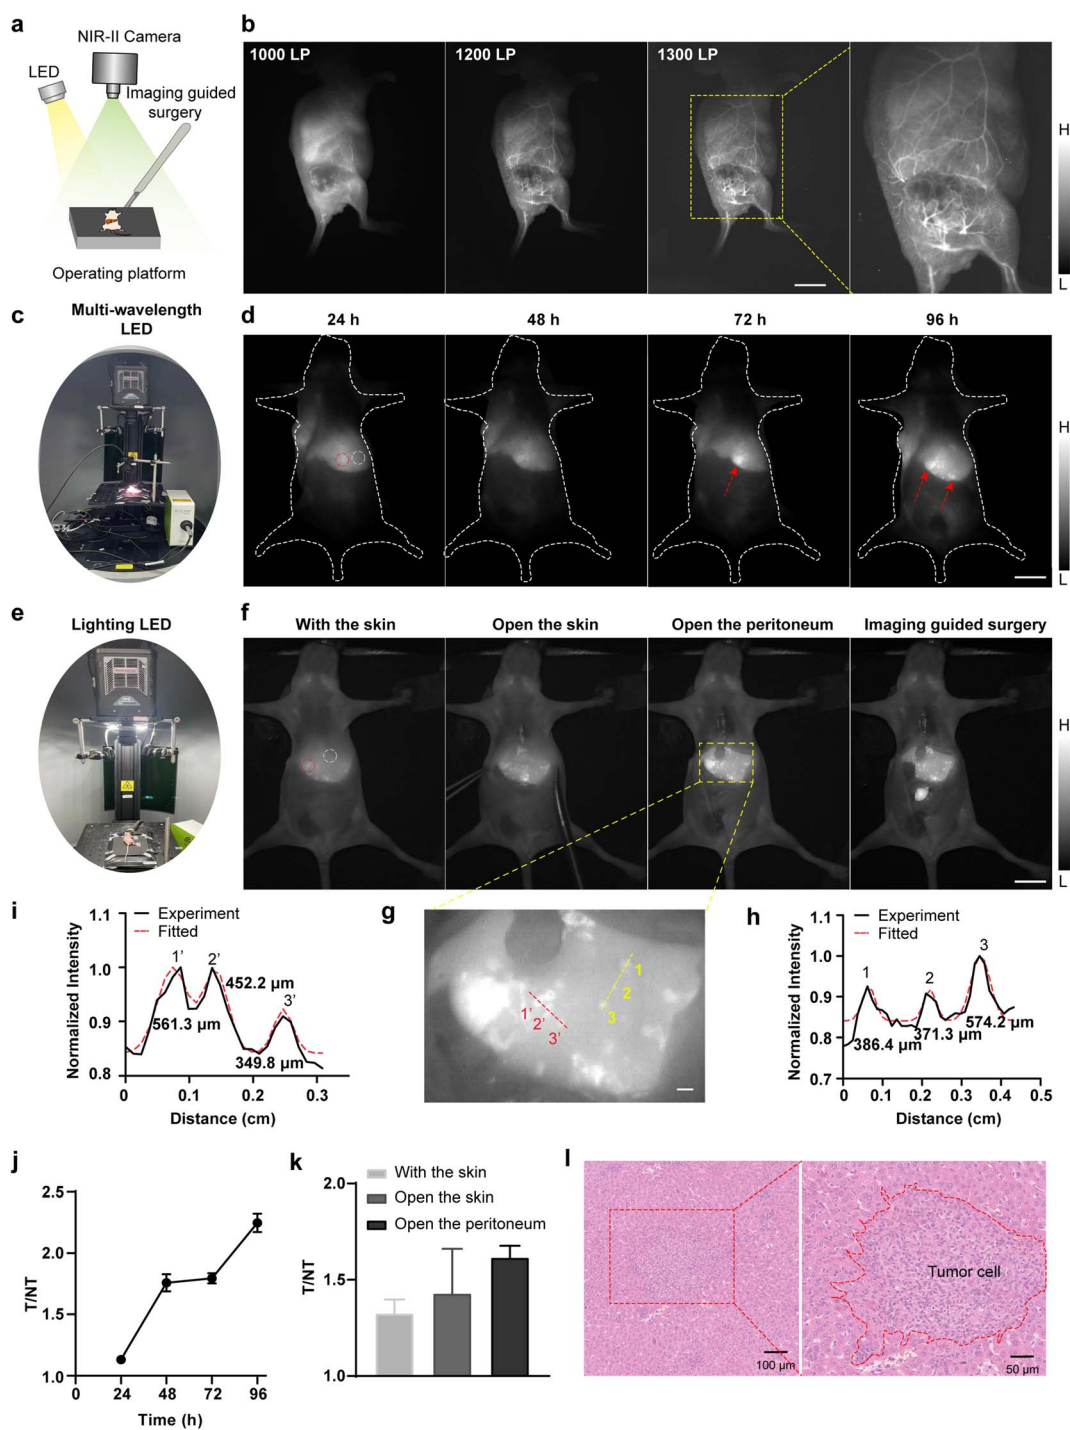 a
NIR-II Camera
LED
Imaging guided
surgery
Operating platform
b
1000 LP
1200 LP
1300 LP
H
L
c
Multi-wavelength
LED
d
24 h
48 h
72 h
96 h
H
L
e
Lighting LED
f
With the skin
Open the skin
Open the peritoneum
Imaging guided surgery
H
L
i
Experiment
Fitted
Normalized Intensity
1.1
1.0
0.9
0.8
1’
2’
3’
452.2 µm
561.3 µm
349.8 µm
0
0.1
0.2
0.3
Distance (cm)
g
1
2
3
1’
2’
3’
h
Experiment
Fitted
Normalized Intensity
1.1
1.0
0.9
0.8
0.7
1
2
3
386.4 µm
371.3 µm
574.2 µm
0
0.1
0.2
0.3
0.4
0.5
Distance (cm)
j
T/NT
2.5
2.0
1.5
1.0
0
24
48
72
96
Time (h)
k
With the skin
Open the skin
Open the peritoneum
T/NT
2.0
1.5
1.0
l
100 µm
Tumor cell
50 µm